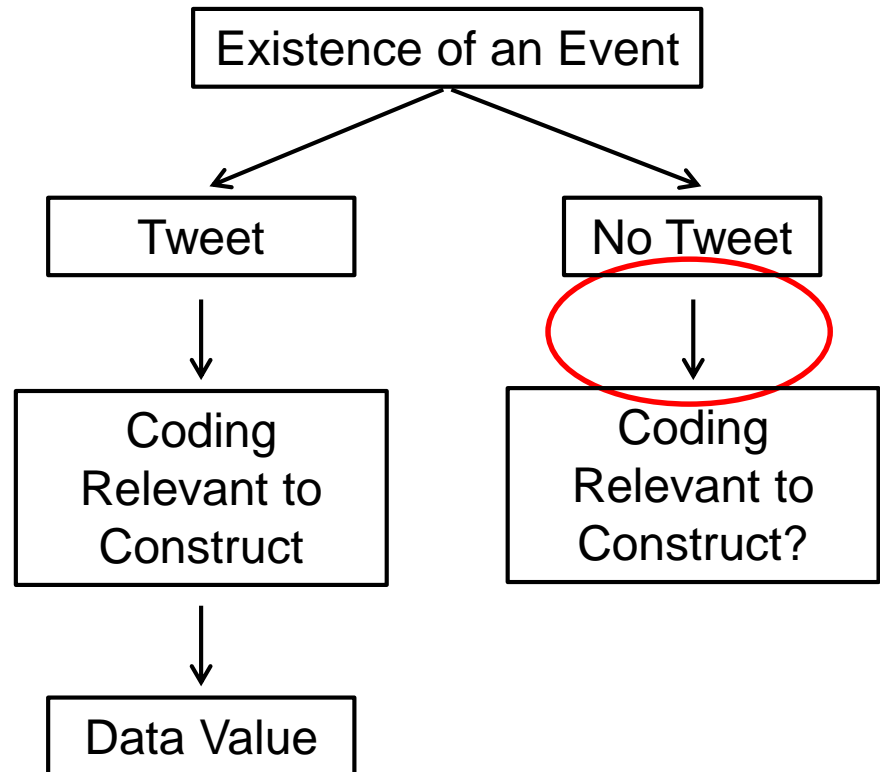 Existence of an Event
Tweet
No Tweet
Coding
Relevant to
Construct
Coding
Relevant to
Construct?
Data Value